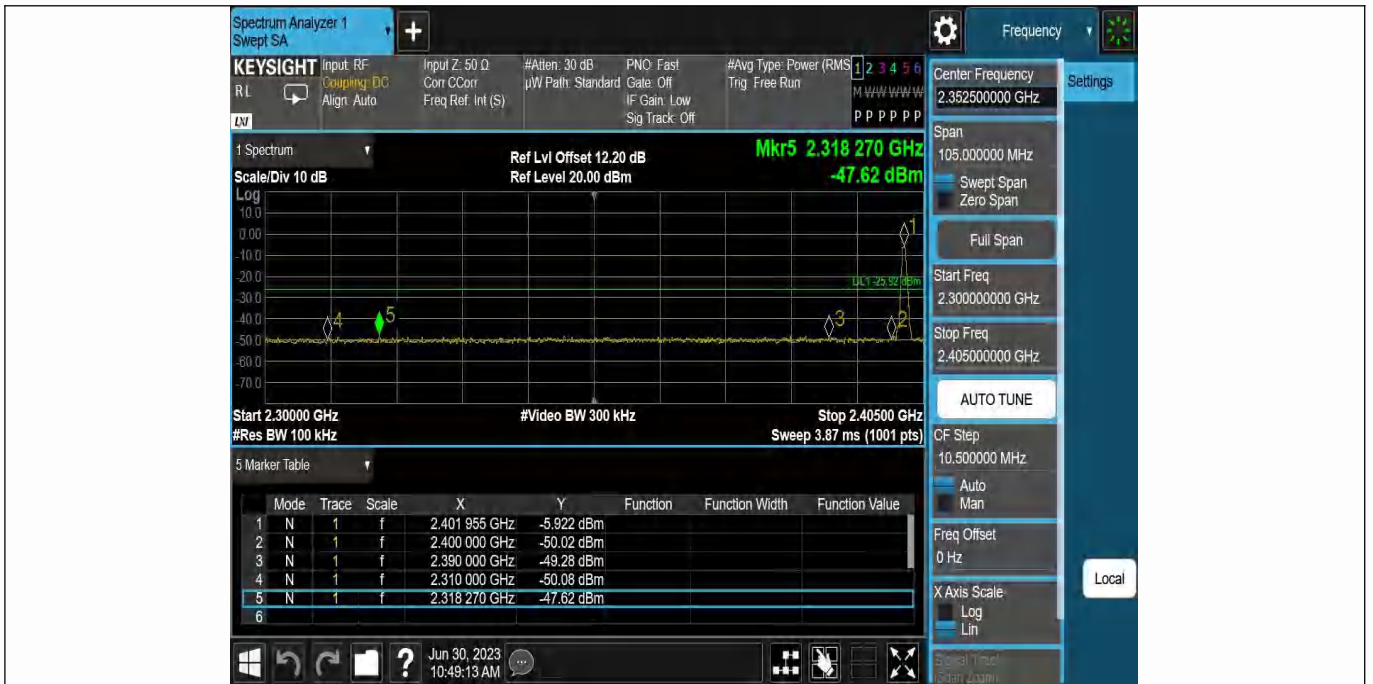 Spectrum Analyzer 1
Swept SA
+
Frequency
KEYSIGHT
RL
LXI
Input: RF
Coupling: DC
Align: Auto
Input Z: 50 Ω
Corr CCorr
Freq Ref: Int (S)
#Atten: 30 dB
µW Path: Standard
PNO: Fast
Gate: Off
IF Gain: Low
Sig Track: Off
#Avg Type: Power (RMS
Trig: Free Run
1 2 3 4 5 6
M W W W W W
P P P P P P
1 Spectrum
Scale/Div 10 dB
Ref Lvl Offset 12.20 dB
Ref Level 20.00 dBm
Mkr5 2.318 270 GHz
-47.62 dBm
Log
10.0
0.00
-10.0
-20.0
-30.0
-40.0
-50.0
-60.0
-70.0
DL1 -25.92 dBm
1
4
5
3
2
Start 2.30000 GHz
#Video BW 300 kHz
Stop 2.40500 GHz
#Res BW 100 kHz
Sweep 3.87 ms (1001 pts)
5 Marker Table
Mode Trace Scale X Y Function Function Width Function Value
1 N 1 f 2.401 955 GHz -5.922 dBm
2 N 1 f 2.400 000 GHz -50.02 dBm
3 N 1 f 2.390 000 GHz -49.28 dBm
4 N 1 f 2.310 000 GHz -50.08 dBm
5 N 1 f 2.318 270 GHz -47.62 dBm
6
?
Jun 30, 2023
10:49:13 AM
Center Frequency
2.352500000 GHz
Settings
Span
105.000000 MHz
Swept Span
Zero Span
Full Span
Start Freq
2.300000000 GHz
Stop Freq
2.405000000 GHz
AUTO TUNE
CF Step
10.500000 MHz
Auto
Man
Freq Offset
0 Hz
X Axis Scale
Log
Lin
Local
Signal Track
(Span Zoom)